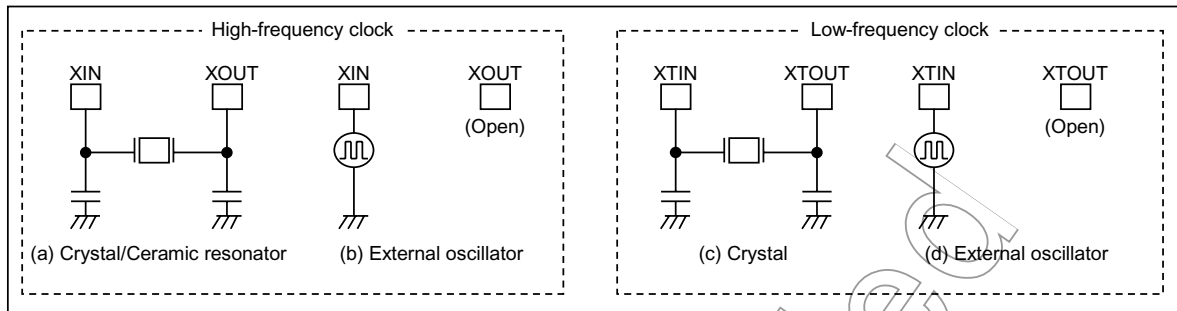 High-frequency clock
XIN XOUT XIN XOUT
(Open)
(a) Crystal/Ceramic resonator (b) External oscillator
Low-frequency clock
XTIN XTOUT XTIN XTOUT
(Open)
(c) Crystal (d) External oscillator